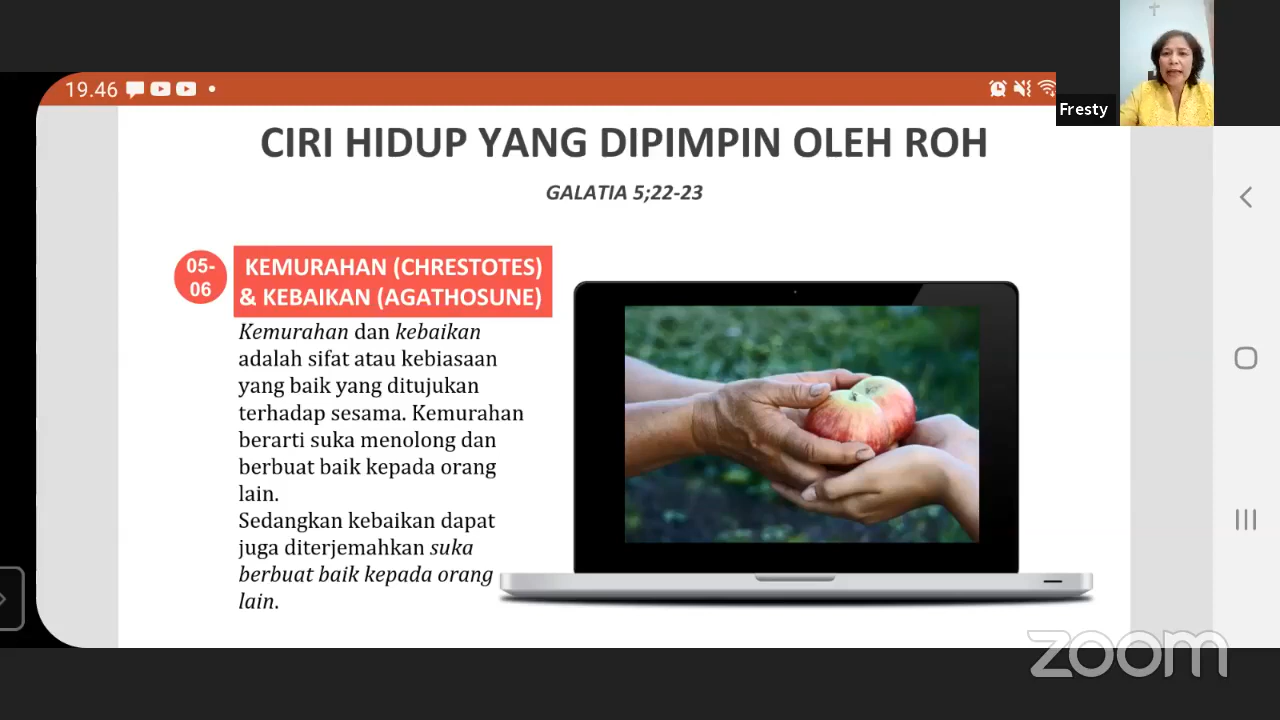 19.46
Fresty
CIRI HIDUP YANG DIPIMPIN OLEH ROH
GALATIA 5;22-23
05-
06
KEMURAHAN (CHRESTOTES)
& KEBAIKAN (AGATHOSUNE)
Kemurahan dan kebaikan
adalah sifat atau kebiasaan
yang baik yang ditujukan
terhadap sesama. Kemurahan
berarti suka menolong dan
berbuat baik kepada orang
lain.
Sedangkan kebaikan dapat
juga diterjemahkan suka
berbuat baik kepada orang
lain.
zoom